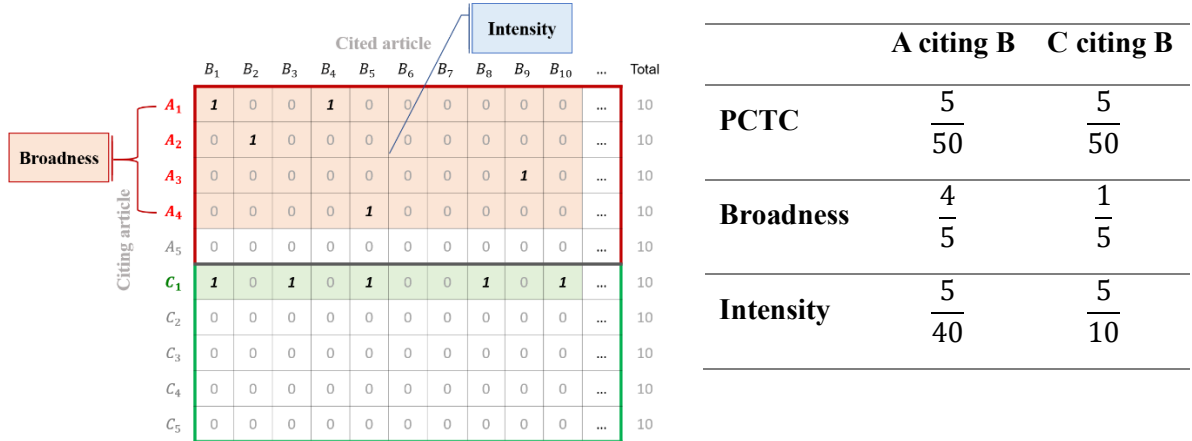 Intensity
Cited article
B₁ B₂ B₃ B₄ B₅ B₆ B₇ B₈ B₉ B₁₀ ... Total
Broadness
Citing article
A₁ 1 0 0 1 0 0 0 0 0 0 ... 10
A₂ 0 1 0 0 0 0 0 0 0 0 ... 10
A₃ 0 0 0 0 0 0 0 0 1 0 ... 10
A₄ 0 0 0 0 1 0 0 0 0 0 ... 10
A₅ 0 0 0 0 0 0 0 0 0 0 ... 10
C₁ 1 0 1 0 1 0 0 1 0 1 ... 10
C₂ 0 0 0 0 0 0 0 0 0 0 ... 10
C₃ 0 0 0 0 0 0 0 0 0 0 ... 10
C₄ 0 0 0 0 0 0 0 0 0 0 ... 10
C₅ 0 0 0 0 0 0 0 0 0 0 ... 10
A citing B C citing B
PCTC 5/50 5/50
Broadness 4/5 1/5
Intensity 5/40 5/10